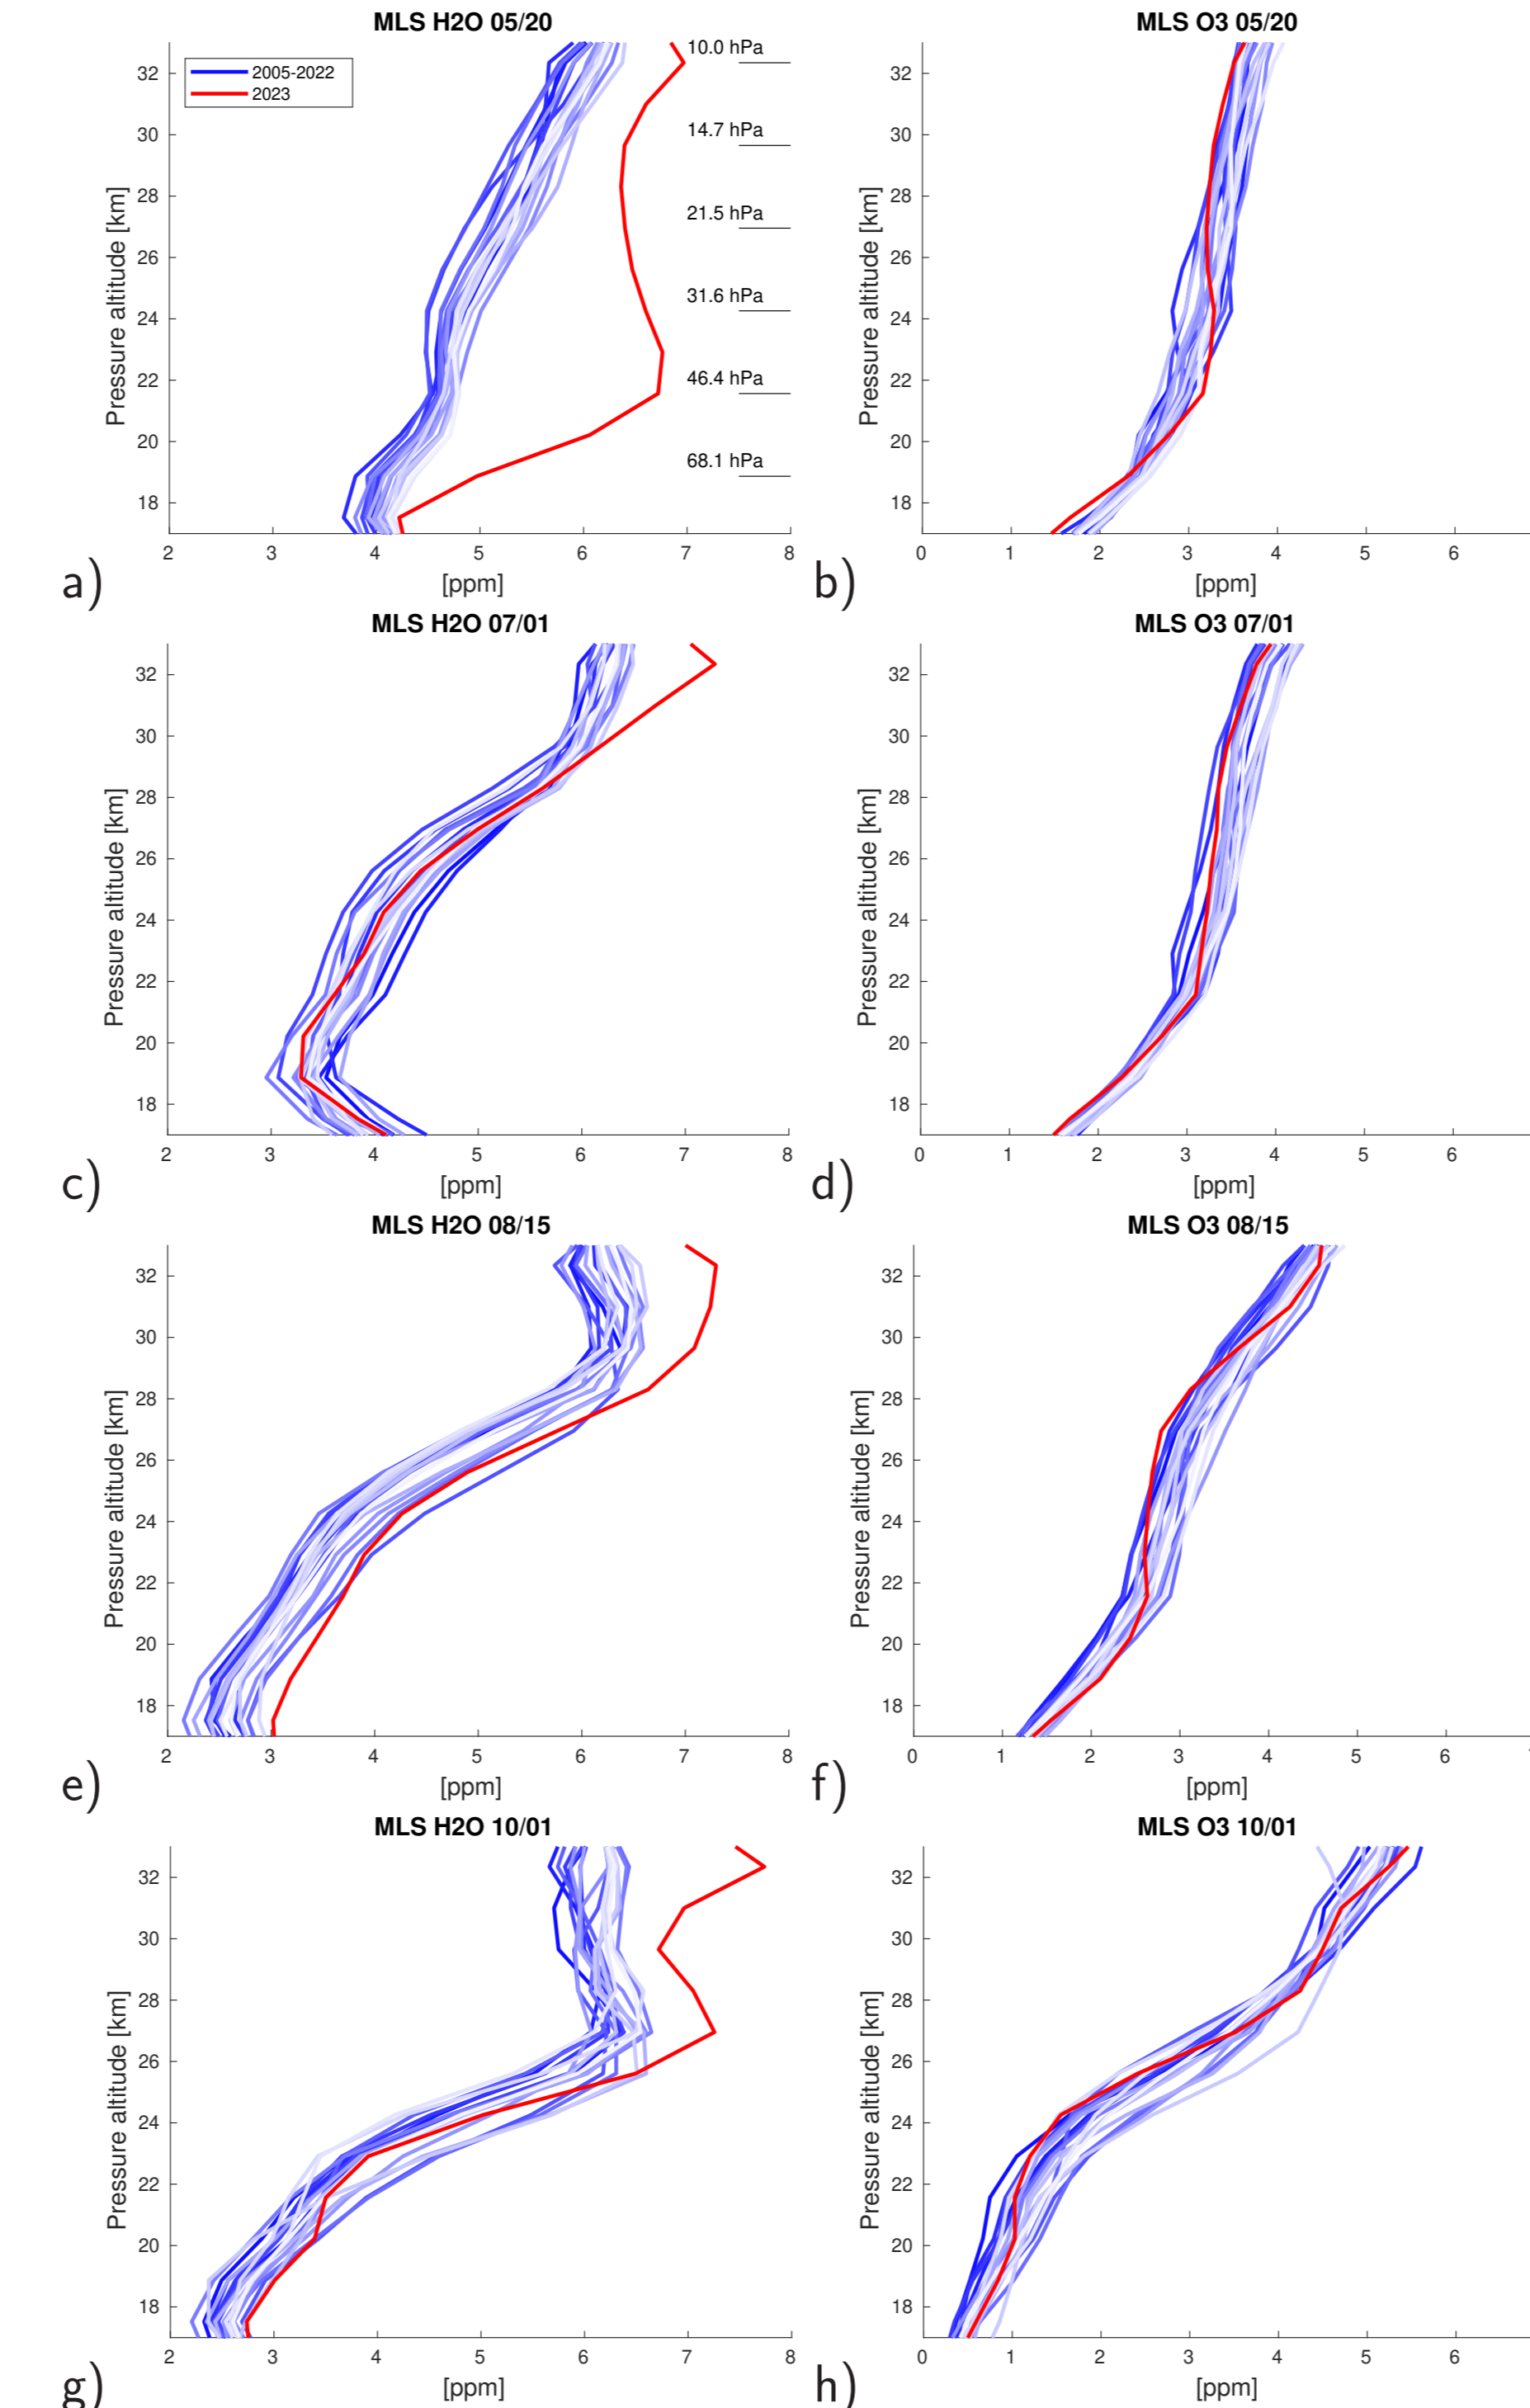 MLS H2O 05/20
2005-2022
2023
10.0 hPa
14.7 hPa
21.5 hPa
31.6 hPa
46.4 hPa
68.1 hPa
32
30
28
26
24
22
20
18
Pressure altitude [km]
2 3 4 5 6 7 8
[ppm]
a)
MLS O3 05/20
32
30
28
26
24
22
20
18
Pressure altitude [km]
0 1 2 3 4 5 6
[ppm]
b)
MLS H2O 07/01
32
30
28
26
24
22
20
18
Pressure altitude [km]
2 3 4 5 6 7 8
[ppm]
c)
MLS O3 07/01
32
30
28
26
24
22
20
18
Pressure altitude [km]
0 1 2 3 4 5 6
[ppm]
d)
MLS H2O 08/15
32
30
28
26
24
22
20
18
Pressure altitude [km]
2 3 4 5 6 7 8
[ppm]
e)
MLS O3 08/15
32
30
28
26
24
22
20
18
Pressure altitude [km]
0 1 2 3 4 5 6
[ppm]
f)
MLS H2O 10/01
32
30
28
26
24
22
20
18
Pressure altitude [km]
2 3 4 5 6 7 8
[ppm]
g)
MLS O3 10/01
32
30
28
26
24
22
20
18
Pressure altitude [km]
0 1 2 3 4 5 6
[ppm]
h)